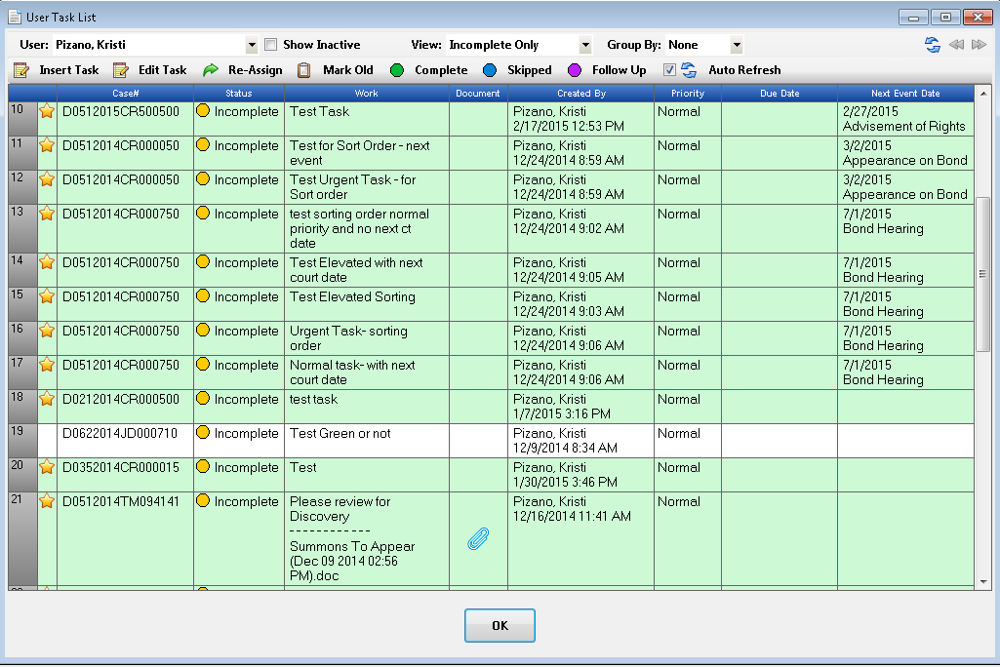 User Task List
User: Pizano, Kristi Show Inactive View: Incomplete Only Group By: None
Insert Task Edit Task Re-Assign Mark Old Complete Skipped Follow Up Auto Refresh
Case# Status Work Document Created By Priority Due Date Next Event Date
10 D0512015CR500500 Incomplete Test Task Pizano, Kristi Normal 2/27/2015
2/17/2015 12:53 PM Advisement of Rights
11 D0512014CR000050 Incomplete Test for Sort Order - next Pizano, Kristi Normal 3/2/2015
event 12/24/2014 8:59 AM Appearance on Bond
12 D0512014CR000050 Incomplete Test Urgent Task - for Pizano, Kristi Normal 3/2/2015
Sort order 12/24/2014 8:59 AM Appearance on Bond
13 D0512014CR000750 Incomplete test sorting order normal Pizano, Kristi Normal 7/1/2015
priority and no next ct 12/24/2014 9:02 AM Bond Hearing
date
14 D0512014CR000750 Incomplete Test Elevated with next Pizano, Kristi Normal 7/1/2015
court date 12/24/2014 9:05 AM Bond Hearing
15 D0512014CR000750 Incomplete Test Elevated Sorting Pizano, Kristi Normal 7/1/2015
12/24/2014 9:03 AM Bond Hearing
16 D0512014CR000750 Incomplete Urgent Task- sorting Pizano, Kristi Normal 7/1/2015
order 12/24/2014 9:06 AM Bond Hearing
17 D0512014CR000750 Incomplete Normal task- with next Pizano, Kristi Normal 7/1/2015
court date 12/24/2014 9:06 AM Bond Hearing
18 D0212014CR000500 Incomplete test task Pizano, Kristi Normal
1/7/2015 3:16 PM
19 D0622014JD000710 Incomplete Test Green or not Pizano, Kristi Normal
12/9/2014 8:34 AM
20 D0352014CR000015 Incomplete Test Pizano, Kristi Normal
1/30/2015 3:46 PM
21 D0512014TM094141 Incomplete Please review for Pizano, Kristi Normal
Discovery 12/16/2014 11:41 AM
- - - - - - - - - - - -
Summons To Appear
(Dec 09 2014 02:56
PM).doc
OK